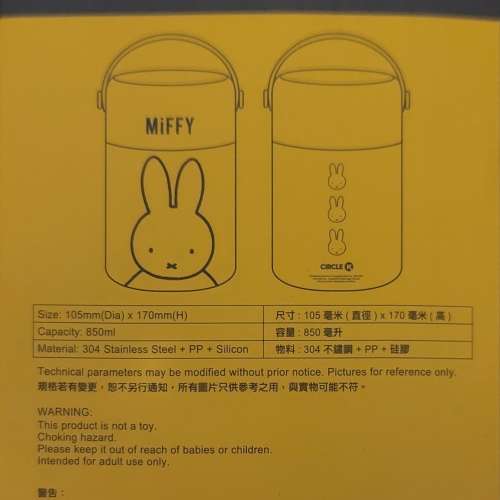 MiFFY
CIRCLE K
Size: 105mm(Dia) x 170mm(H)
尺寸 : 105 毫米 ( 直徑 ) x 170 毫米 ( 高 )
Capacity: 850ml
容量 : 850 毫升
Material: 304 Stainless Steel + PP + Silicon
物料 : 304 不鏽鋼 + PP + 硅膠
Technical parameters may be modified without prior notice. Pictures for reference only.
規格若有變更，恕不另行通知，所有圖片只供參考之用，與實物可能不符。
WARNING:
This product is not a toy.
Choking hazard.
Please keep it out of reach of babies or children.
Intended for adult use only.
警告 :